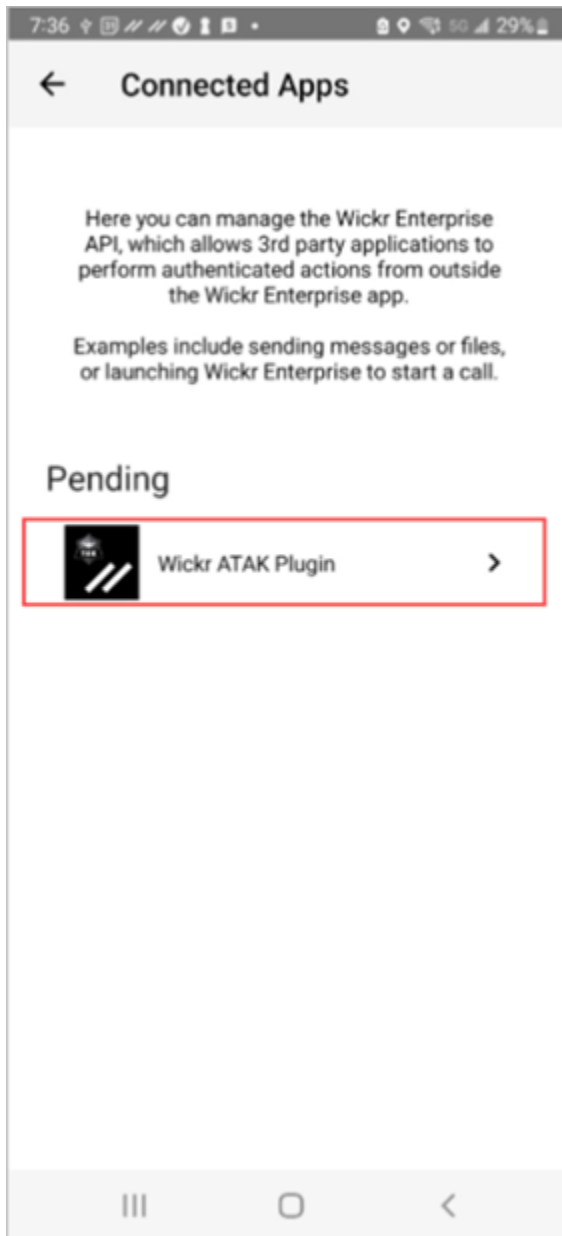 7:36
5G
29%
Connected Apps
Here you can manage the Wickr Enterprise
API, which allows 3rd party applications to
perform authenticated actions from outside
the Wickr Enterprise app.
Examples include sending messages or files,
or launching Wickr Enterprise to start a call.
Pending
Wickr ATAK Plugin